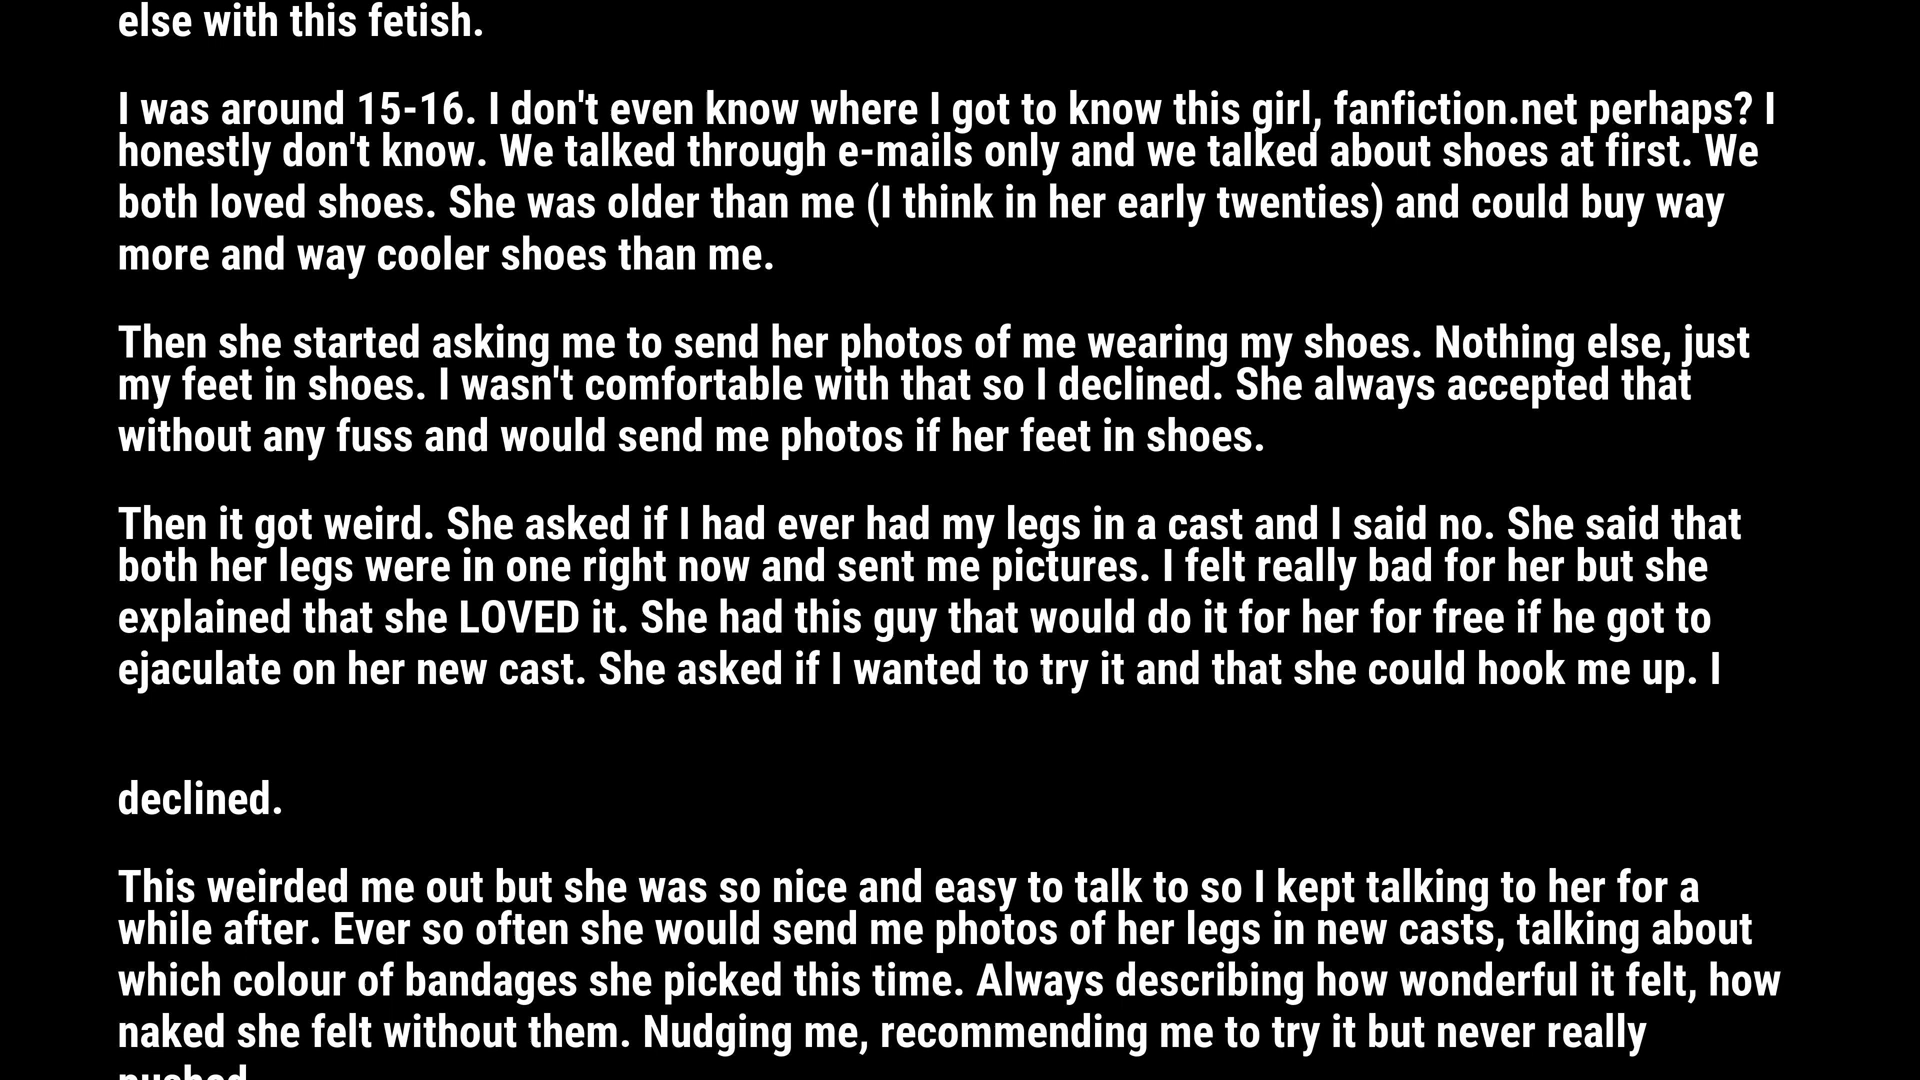 else with this fetish.
I was around 15-16. I don't even know where I got to know this girl, fanfiction.net perhaps? I
honestly don't know. We talked through e-mails only and we talked about shoes at first. We
both loved shoes. She was older than me (I think in her early twenties) and could buy way
more and way cooler shoes than me.
Then she started asking me to send her photos of me wearing my shoes. Nothing else, just
my feet in shoes. I wasn't comfortable with that so I declined. She always accepted that
without any fuss and would send me photos if her feet in shoes.
Then it got weird. She asked if I had ever had my legs in a cast and I said no. She said that
both her legs were in one right now and sent me pictures. I felt really bad for her but she
explained that she LOVED it. She had this guy that would do it for her for free if he got to
ejaculate on her new cast. She asked if I wanted to try it and that she could hook me up. I
declined.
This weirded me out but she was so nice and easy to talk to so I kept talking to her for a
while after. Ever so often she would send me photos of her legs in new casts, talking about
which colour of bandages she picked this time. Always describing how wonderful it felt, how
naked she felt without them. Nudging me, recommending me to try it but never really
pushed.